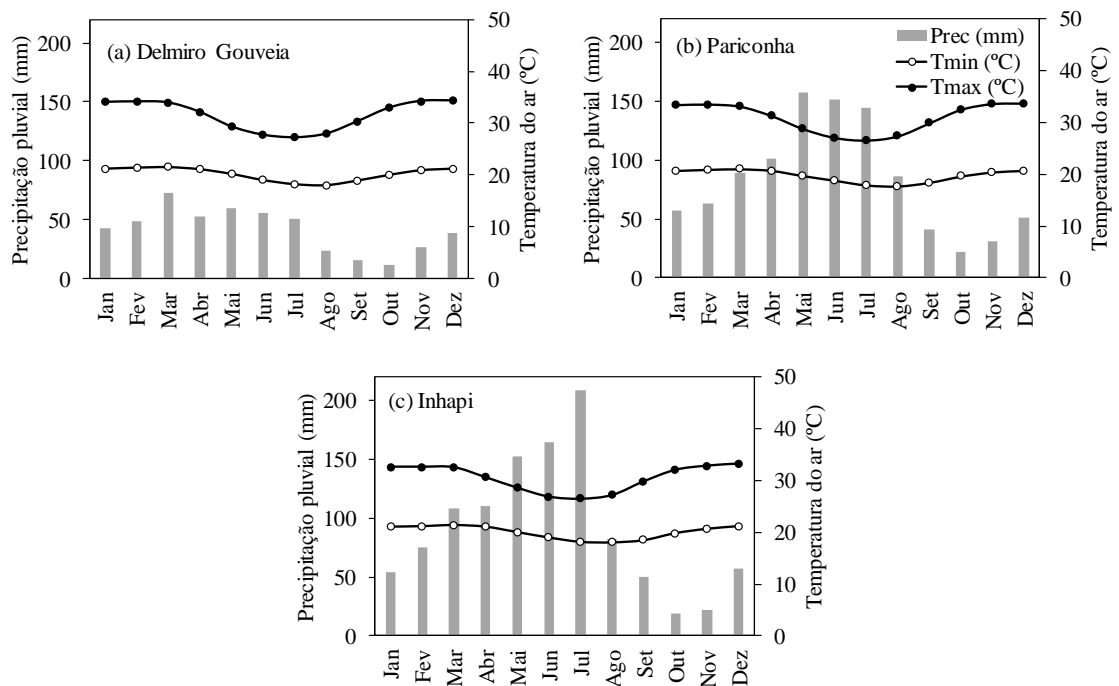 (a) Delmiro Gouveia
Precipitação pluvial (mm)
200
150
100
50
0
50
40
30
20
10
0
Temperatura do ar (ºC)
Jan Fev Mar Abr Mai Jun Jul Ago Set Out Nov Dez
(b) Pariconha
Prec (mm)
Tmin (ºC)
Tmax (ºC)
Precipitação pluvial (mm)
200
150
100
50
0
50
40
30
20
10
0
Temperatura do ar (ºC)
Jan Fev Mar Abr Mai Jun Jul Ago Set Out Nov Dez
(c) Inhapi
Precipitação pluvial (mm)
200
150
100
50
0
50
40
30
20
10
0
Temperatura do ar (ºC)
Jan Fev Mar Abr Mai Jun Jul Ago Set Out Nov Dez